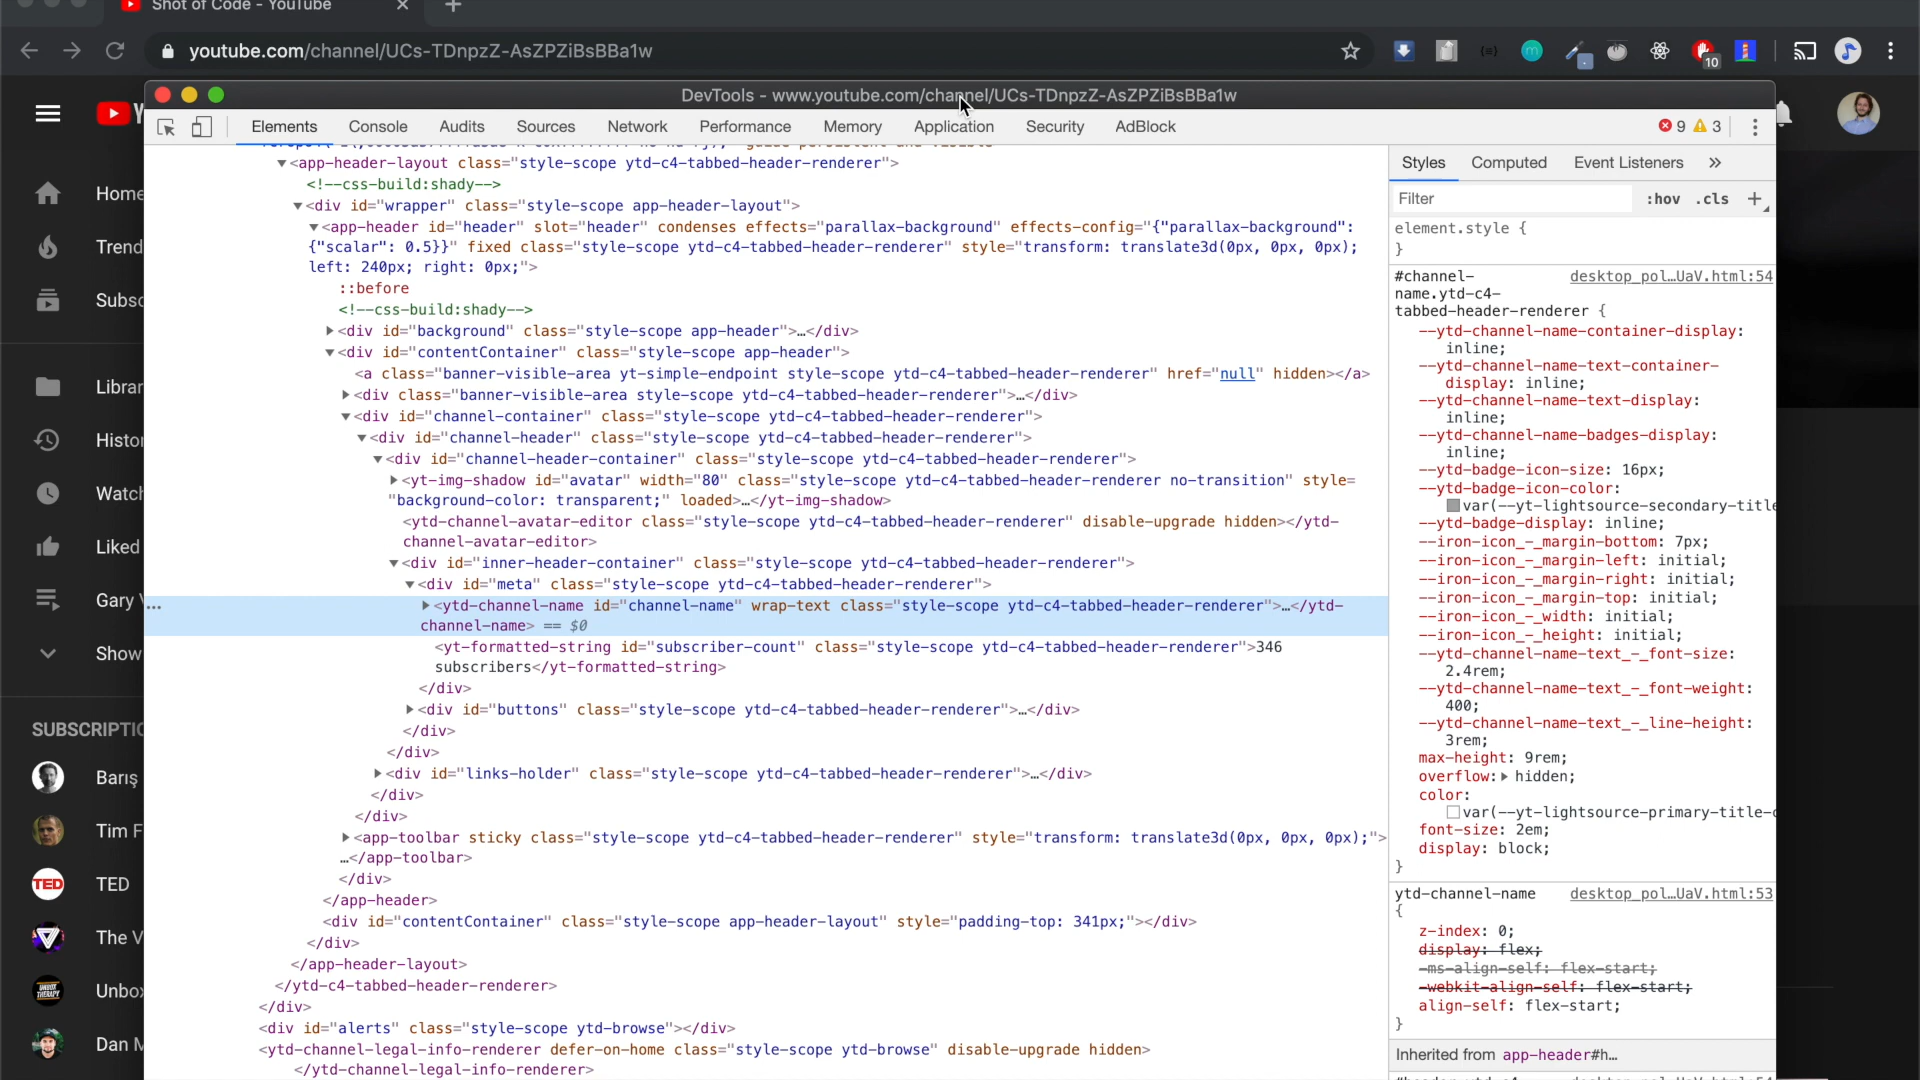 Shot of Code - YouTube
youtube.com/channel/UCs-TDnpzZ-AsZPZiBsBBa1w
10
DevTools - www.youtube.com/channel/UCs-TDnpzZ-AsZPZiBsBBa1w
Elements Console Audits Sources Network Performance Memory Application Security AdBlock
9 3
Home
Trend
Subsc
Librar
Histor
Watch
Liked
Gary
Show
SUBSCRIPTIO
Barış
Tim F
TED
TED
The V
UNBOX THERAPY
Unbox
Dan M
<app-header-layout class="style-scope ytd-c4-tabbed-header-renderer">
<!--css-build:shady-->
<div id="wrapper" class="style-scope app-header-layout">
<app-header id="header" slot="header" condenses effects="parallax-background" effects-config="{"parallax-background":
{"scalar": 0.5}}" fixed class="style-scope ytd-c4-tabbed-header-renderer" style="transform: translate3d(0px, 0px, 0px);
left: 240px; right: 0px;">
::before
<!--css-build:shady-->
<div id="background" class="style-scope app-header">…</div>
<div id="contentContainer" class="style-scope app-header">
<a class="banner-visible-area yt-simple-endpoint style-scope ytd-c4-tabbed-header-renderer" href="null" hidden></a>
<div class="banner-visible-area style-scope ytd-c4-tabbed-header-renderer">…</div>
<div id="channel-container" class="style-scope ytd-c4-tabbed-header-renderer">
<div id="channel-header" class="style-scope ytd-c4-tabbed-header-renderer">
<div id="channel-header-container" class="style-scope ytd-c4-tabbed-header-renderer">
<yt-img-shadow id="avatar" width="80" class="style-scope ytd-c4-tabbed-header-renderer no-transition" style=
"background-color: transparent;" loaded>…</yt-img-shadow>
<ytd-channel-avatar-editor class="style-scope ytd-c4-tabbed-header-renderer" disable-upgrade hidden></ytd-
channel-avatar-editor>
<div id="inner-header-container" class="style-scope ytd-c4-tabbed-header-renderer">
<div id="meta" class="style-scope ytd-c4-tabbed-header-renderer">
… <ytd-channel-name id="channel-name" wrap-text class="style-scope ytd-c4-tabbed-header-renderer">…</ytd-
channel-name> == $0
<yt-formatted-string id="subscriber-count" class="style-scope ytd-c4-tabbed-header-renderer">346
subscribers</yt-formatted-string>
</div>
<div id="buttons" class="style-scope ytd-c4-tabbed-header-renderer">…</div>
</div>
</div>
<div id="links-holder" class="style-scope ytd-c4-tabbed-header-renderer">…</div>
</div>
</div>
<app-toolbar sticky class="style-scope ytd-c4-tabbed-header-renderer" style="transform: translate3d(0px, 0px, 0px);">
…</app-toolbar>
</div>
</app-header>
<div id="contentContainer" class="style-scope app-header-layout" style="padding-top: 341px;"></div>
</div>
</app-header-layout>
</ytd-c4-tabbed-header-renderer>
</div>
<div id="alerts" class="style-scope ytd-browse"></div>
<ytd-channel-legal-info-renderer defer-on-home class="style-scope ytd-browse" disable-upgrade hidden>
</ytd-channel-legal-info-renderer>
Styles Computed Event Listeners »
Filter :hov .cls +
element.style {
}
#channel- desktop_pol…UaV.html:54
name.ytd-c4-
tabbed-header-renderer {
--ytd-channel-name-container-display:
inline;
--ytd-channel-name-text-container-
display: inline;
--ytd-channel-name-text-display:
inline;
--ytd-channel-name-badges-display:
inline;
--ytd-badge-icon-size: 16px;
--ytd-badge-icon-color:
var(--yt-lightsource-secondary-title
--ytd-badge-display: inline;
--iron-icon_-_margin-bottom: 7px;
--iron-icon_-_margin-left: initial;
--iron-icon_-_margin-right: initial;
--iron-icon_-_margin-top: initial;
--iron-icon_-_width: initial;
--iron-icon_-_height: initial;
--ytd-channel-name-text_-_font-size:
2.4rem;
--ytd-channel-name-text_-_font-weight:
400;
--ytd-channel-name-text_-_line-height:
3rem;
max-height: 9rem;
overflow: hidden;
color:
var(--yt-lightsource-primary-title-c
font-size: 2em;
display: block;
}
ytd-channel-name desktop_pol…UaV.html:53
{
z-index: 0;
display: flex;
-ms-align-self: flex-start;
-webkit-align-self: flex-start;
align-self: flex-start;
}
Inherited from app-header#h…